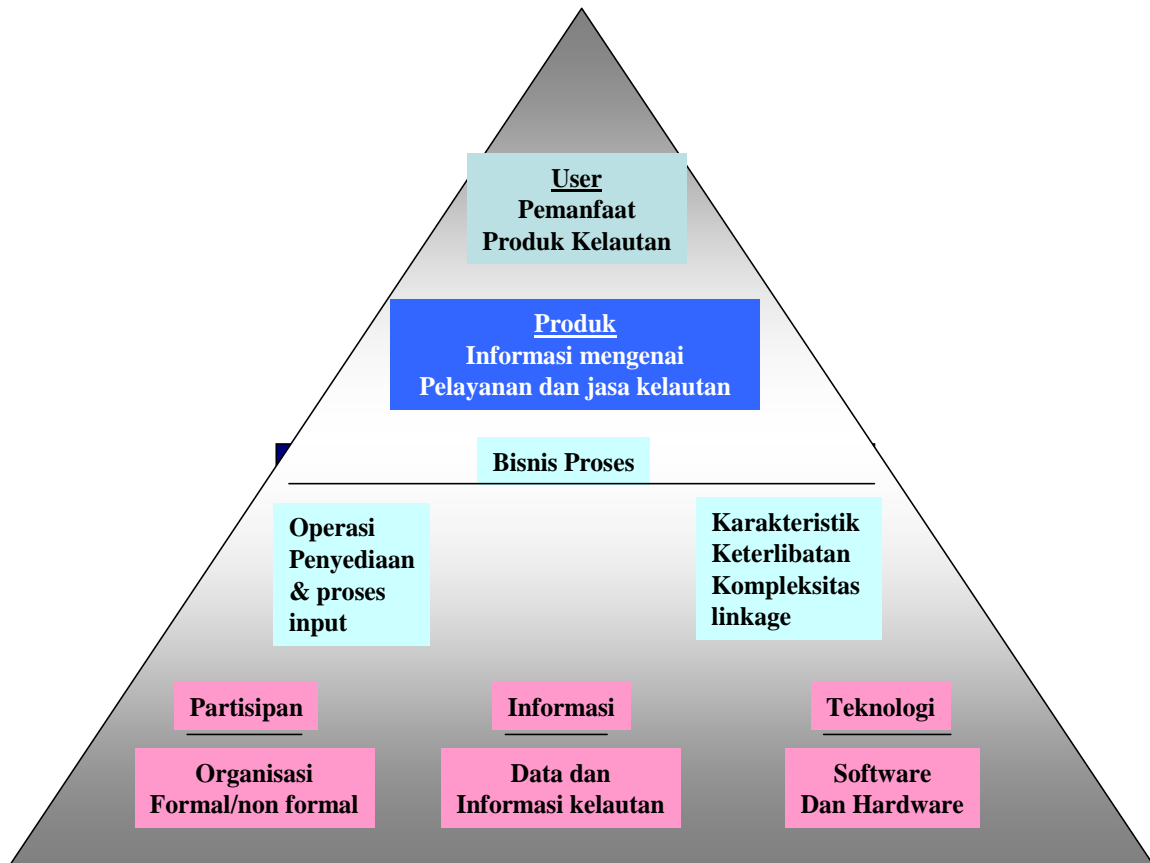 User
Pemanfaat
Produk Kelautan
Produk
Informasi mengenai
Pelayanan dan jasa kelautan
Bisnis Proses
Operasi
Penyediaan
& proses
input
Karakteristik
Keterlibatan
Kompleksitas
linkage
Partisipan
Informasi
Teknologi
Organisasi
Formal/non formal
Data dan
Informasi kelautan
Software
Dan Hardware